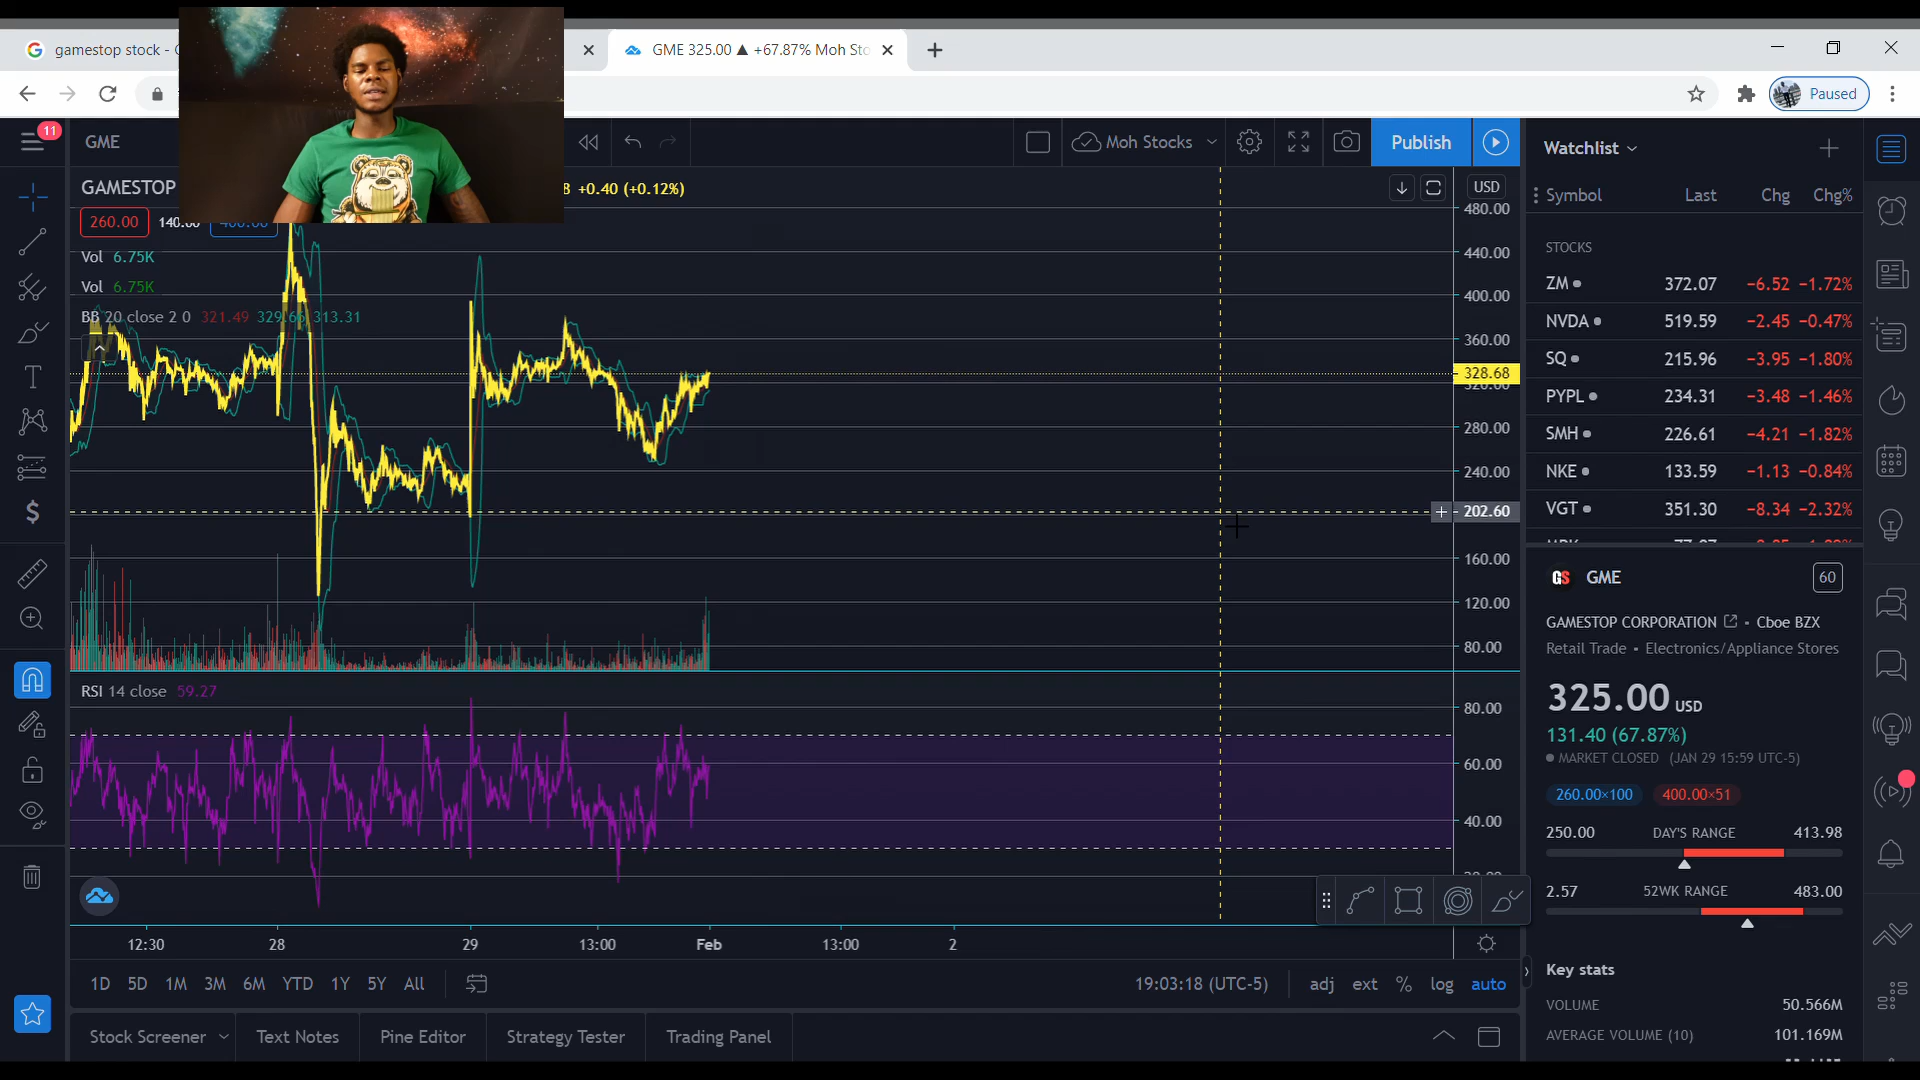 gamestop stock -
GME 325.00 ▲ +67.87% Moh Sto
Paused
11
GME
Moh Stocks
Publish
GAMESTOP
8 +0.40 (+0.12%)
USD
260.00
140.00
400.00
Vol 6.75K
Vol 6.75K
BB 20 close 2 0 321.49 329.66 313.31
480.00
440.00
400.00
360.00
328.68
320.00
280.00
240.00
202.60
160.00
120.00
80.00
RSI 14 close 59.27
80.00
60.00
40.00
12:30
28
29
13:00
Feb
13:00
2
1D 5D 1M 3M 6M YTD 1Y 5Y All
19:03:18 (UTC-5)
adj ext % log auto
Stock Screener
Text Notes
Pine Editor
Strategy Tester
Trading Panel
Watchlist
Symbol Last Chg Chg%
STOCKS
ZM 372.07 −6.52 −1.72%
NVDA 519.59 −2.45 −0.47%
SQ 215.96 −3.95 −1.80%
PYPL 234.31 −3.48 −1.46%
SMH 226.61 −4.21 −1.82%
NKE 133.59 −1.13 −0.84%
VGT 351.30 −8.34 −2.32%
GS GME 60
GAMESTOP CORPORATION • Cboe BZX
Retail Trade • Electronics/Appliance Stores
325.00 USD
131.40 (67.87%)
MARKET CLOSED (JAN 29 15:59 UTC-5)
260.00×100 400.00×51
250.00 DAY'S RANGE 413.98
2.57 52WK RANGE 483.00
Key stats
VOLUME 50.566M
AVERAGE VOLUME (10) 101.169M